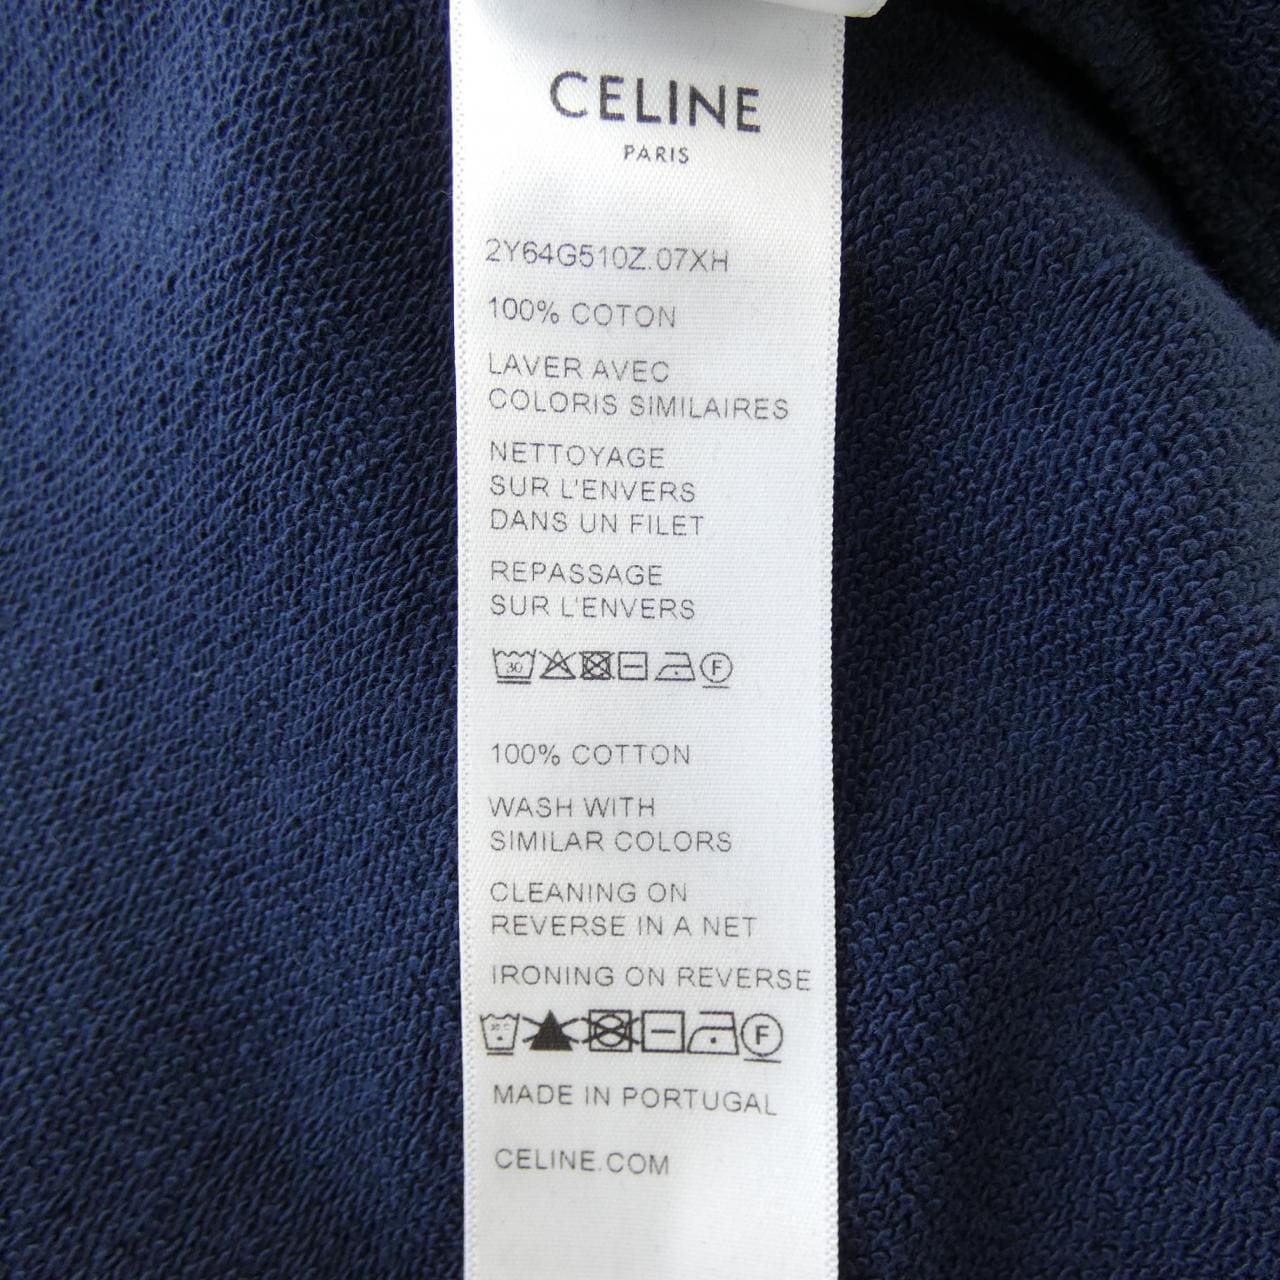 CELINE
PARIS
2Y64G510Z.07XH
100% COTON
LAVER AVEC
COLORIS SIMILAIRES
NETTOYAGE
SUR L'ENVERS
DANS UN FILET
REPASSAGE
SUR L'ENVERS
30 F
100% COTTON
WASH WITH
SIMILAR COLORS
CLEANING ON
REVERSE IN A NET
IRONING ON REVERSE
F
MADE IN PORTUGAL
CELINE.COM